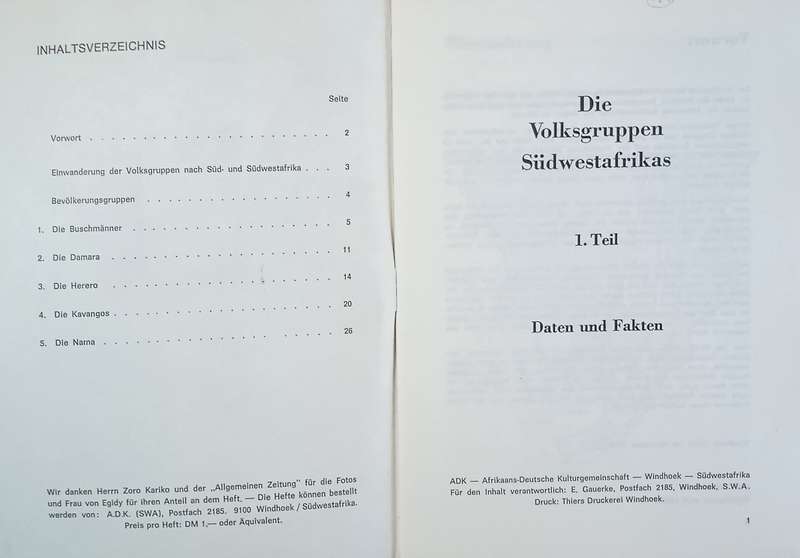 INHALTSVERZEICHNIS
Seite
Vorwort . . . . . . . . . . . . . . . . . . . . . . . 2
Einwanderung der Volksgruppen nach Süd- und Südwestafrika . . . 3
Bevölkerungsgruppen . . . . . . . . . . . . . . . . . 4
1. Die Buschmänner . . . . . . . . . . . . . . . . . . 5
2. Die Damara . . . . . . . . . . . . . . . . . . . . 11
3. Die Herero . . . . . . . . . . . . . . . . . . . . 14
4. Die Kavangos . . . . . . . . . . . . . . . . . . . . 20
5. Die Nama . . . . . . . . . . . . . . . . . . . . 26
Wir danken Herrn Zoro Kariko und der „Allgemeinen Zeitung" für die Fotos
und Frau von Egidy für ihren Anteil an dem Heft. — Die Hefte können bestellt
werden von: A.D.K. (SWA), Postfach 2185. 9100 Windhoek / Südwestafrika.
Preis pro Heft: DM 1,— oder Äquivalent.
Die
Volksgruppen
Südwestafrikas
1. Teil
Daten und Fakten
ADK — Afrikaans-Deutsche Kulturgemeinschaft — Windhoek — Südwestafrika
Für den Inhalt verantwortlich: E. Gauerke, Postfach 2185, Windhoek, S.W.A.
Druck: Thiers Druckerei Windhoek.
1